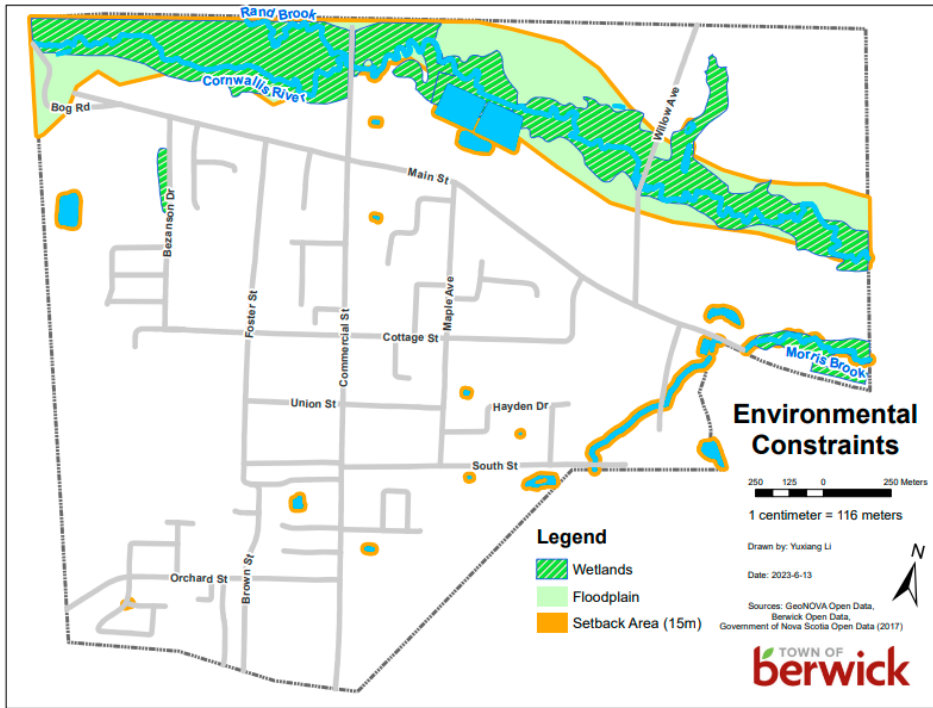 Rand Brook
Cornwallis River
Bog Rd
Willow Ave
Main St
Bezanson Dr
Foster St
Commercial St
Maple Ave
Cottage St
Morris Brook
Union St
Hayden Dr
South St
Orchard St
Brown St
Environmental
Constraints
250 125 0 250 Meters
1 centimeter = 116 meters
Legend
Wetlands
Floodplain
Setback Area (15m)
Drawn by: Yuxiang Li
Date: 2023-6-13
N
Sources: GeoNOVA Open Data,
Berwick Open Data,
Government of Nova Scotia Open Data (2017)
TOWN OF
berwick